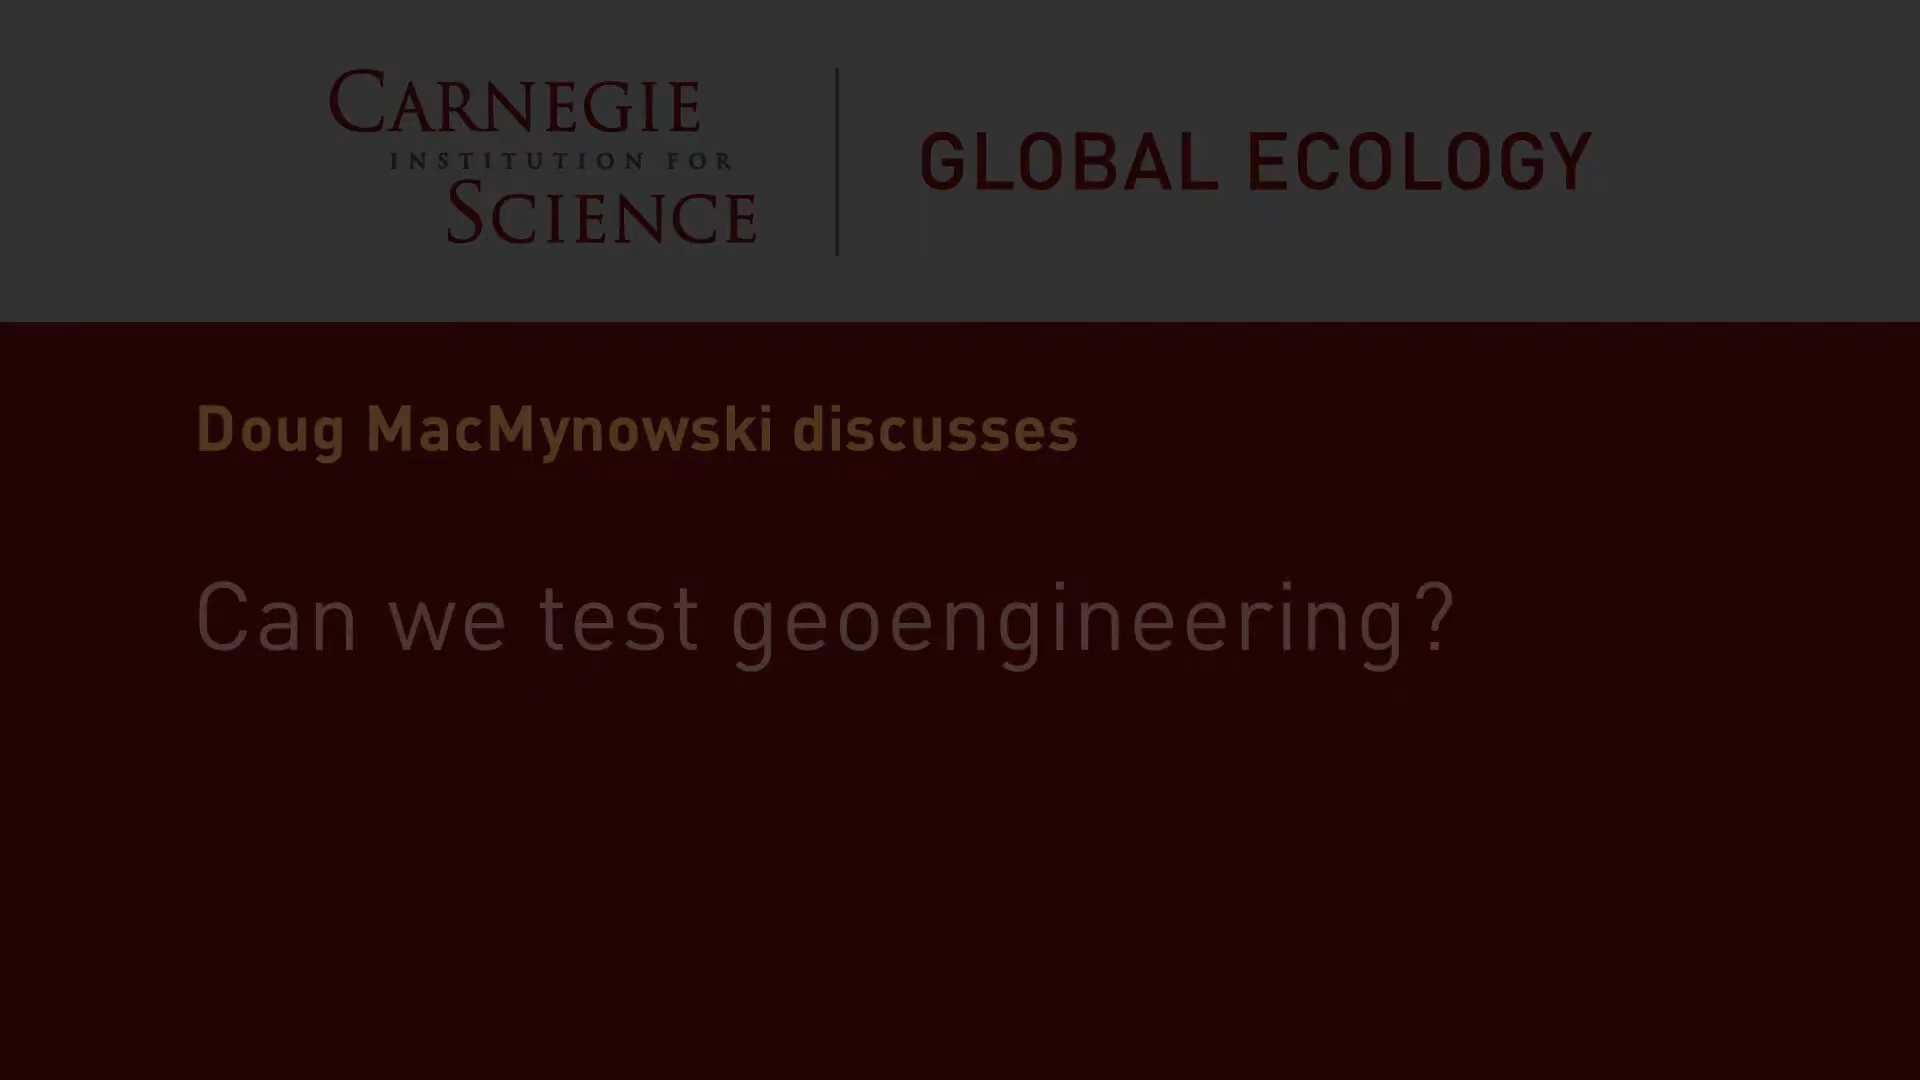 CARNEGIE
INSTITUTION FOR
SCIENCE
GLOBAL ECOLOGY
Doug MacMynowski discusses
Can we test geoengineering?